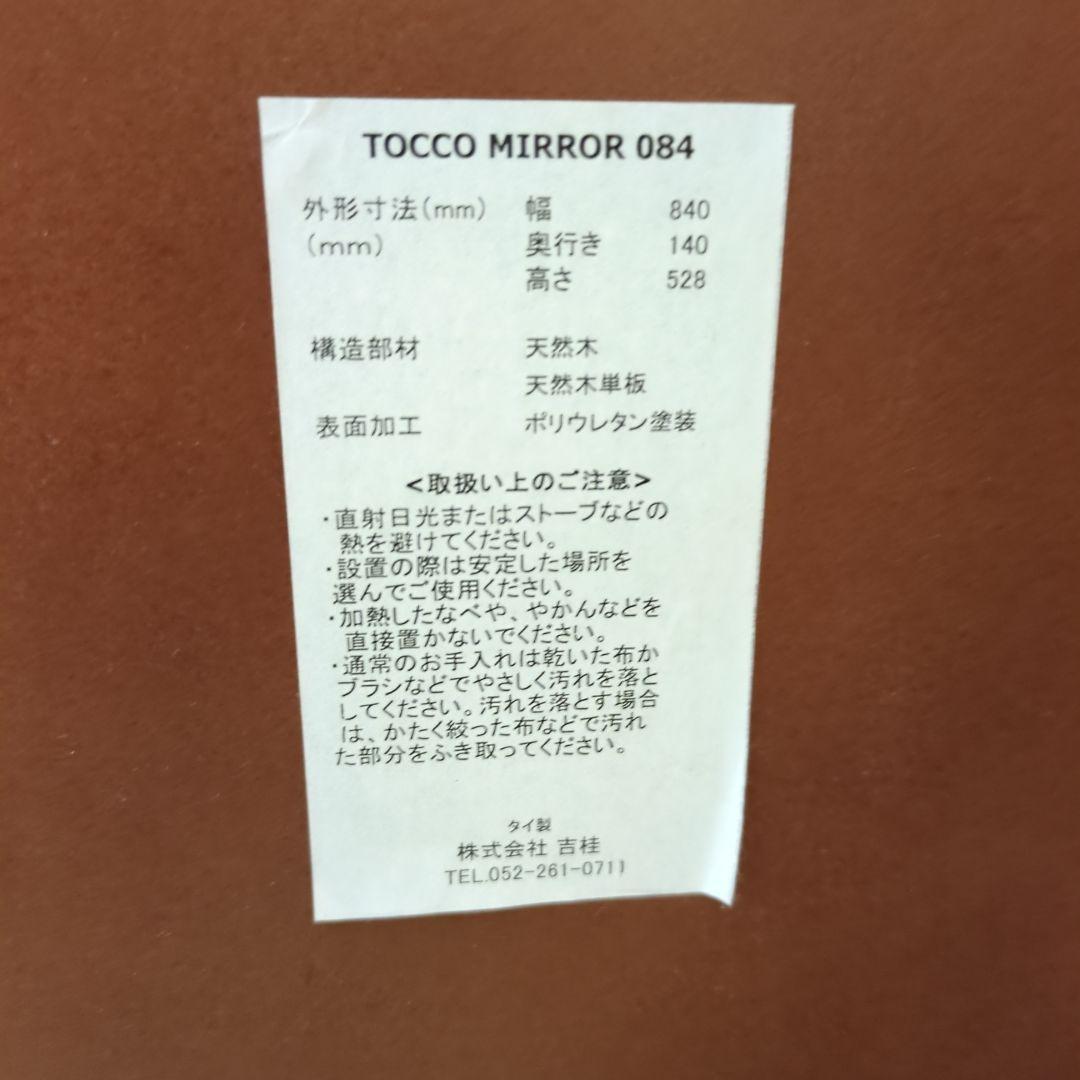 TOCCO MIRROR 084
外形寸法(mm) 幅 840
(mm) 奥行き 140
高さ 528
構造部材 天然木
天然木単板
表面加工 ポリウレタン塗装
<取扱い上のご注意>
・直射日光またはストーブなどの
熱を避けてください。
・設置の際は安定した場所を
選んでご使用ください。
・加熱したなべや、やかんなどを
直接置かないでください。
・通常のお手入れは乾いた布か
ブラシなどでやさしく汚れを落と
してください。汚れを落とす場合
は、かたく絞った布などで汚れ
た部分をふき取ってください。
タイ製
株式会社 吉桂
TEL.052-261-0711